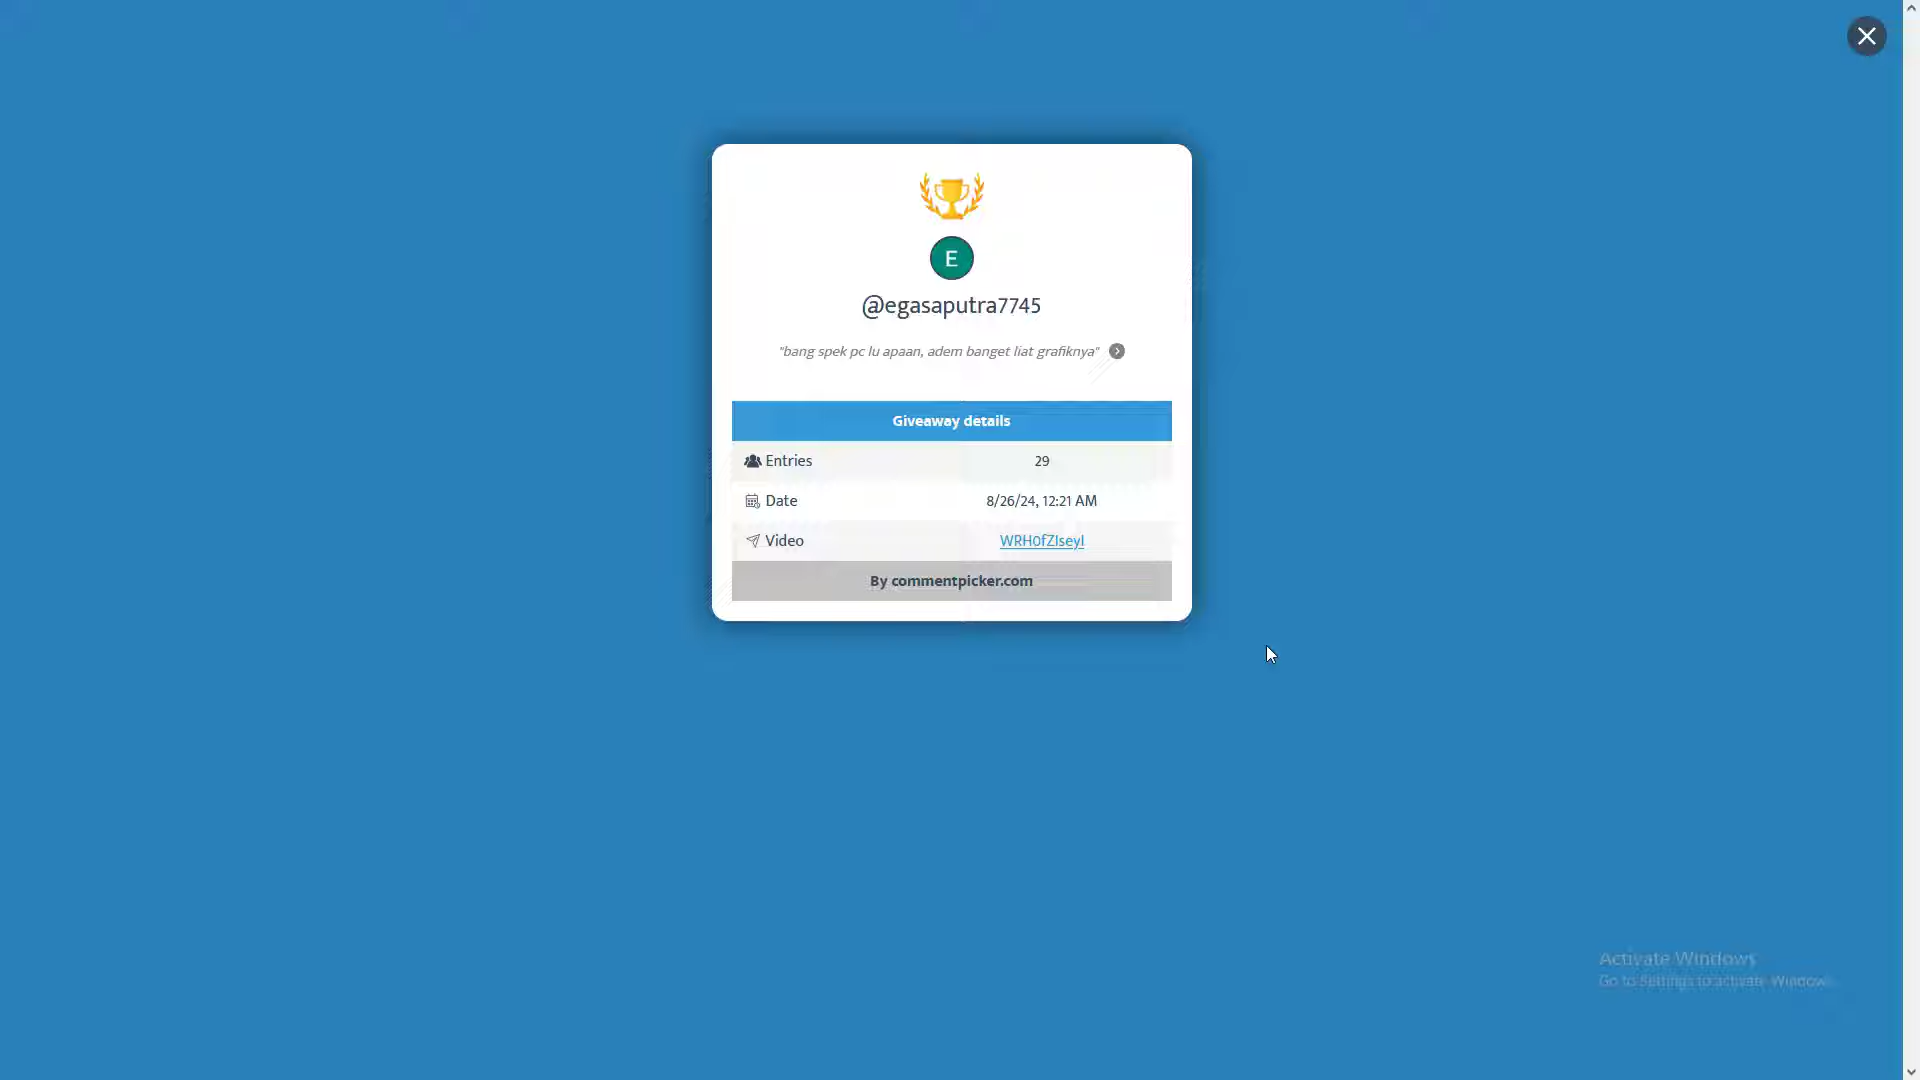 E
@egasaputra7745
"bang spek pc lu apaan, adem banget liat grafiknya"
Giveaway details
Entries 29
Date 8/26/24, 12:21 AM
Video WRH0fZIseyI
By commentpicker.com
Activate Windows
Go to Settings to activate Windows.